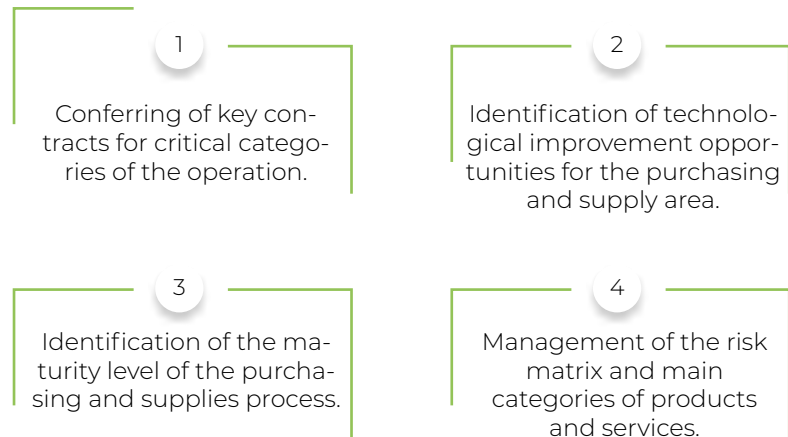 1
Conferring of key con-
tracts for critical catego-
ries of the operation.
2
Identification of technolo-
gical improvement oppor-
tunities for the purchasing
and supply area.
3
Identification of the ma-
turity level of the purcha-
sing and supplies process.
4
Management of the risk
matrix and main
categories of products
and services.